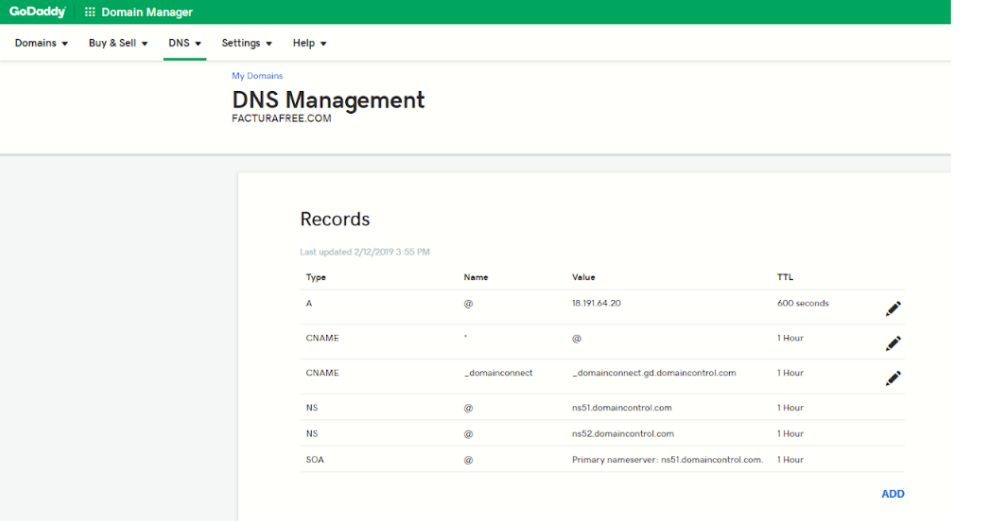 GoDaddy Domain Manager
Domains Buy & Sell DNS Settings Help
My Domains
DNS Management
FACTURAFREE.COM
Records
Last updated 2/12/2019 3:55 PM
Type Name Value TTL
A @ 18.191.64.20 600 seconds
CNAME * @ 1 Hour
CNAME _domainconnect _domainconnect.gd.domaincontrol.com 1 Hour
NS @ ns51.domaincontrol.com 1 Hour
NS @ ns52.domaincontrol.com 1 Hour
SOA @ Primary nameserver: ns51.domaincontrol.com. 1 Hour
ADD